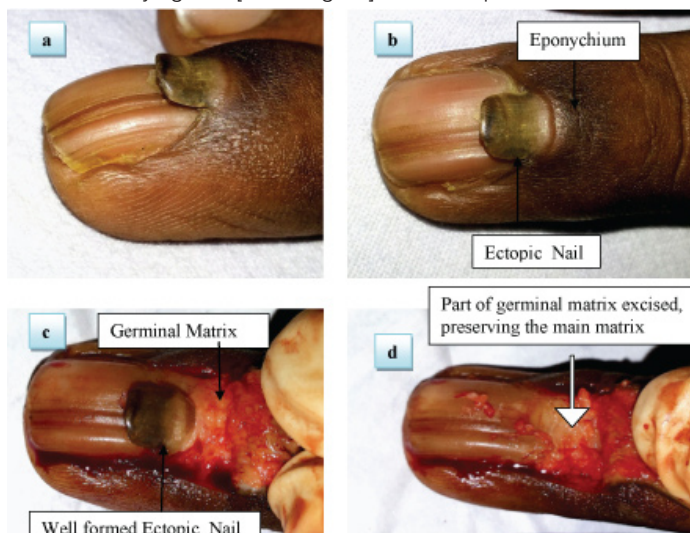 a
b
Eponychium
Ectopic Nail
Part of germinal matrix excised,
preserving the main matrix
c
Germinal Matrix
d
Well formed Ectopic Nail